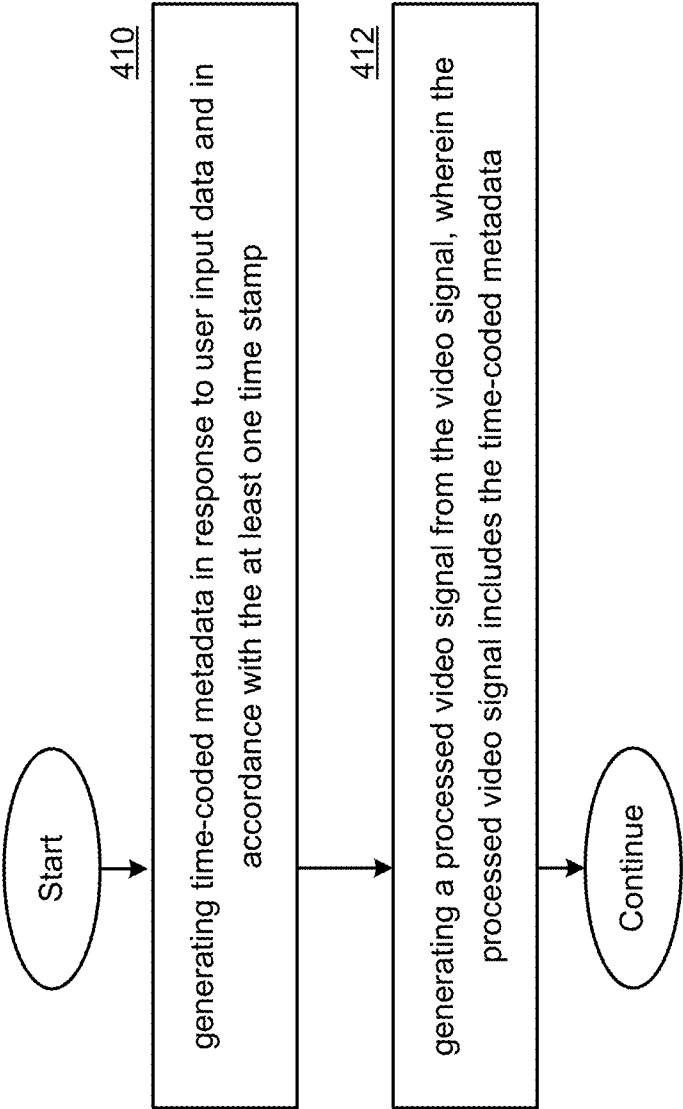 Start
410
generating time-coded metadata in response to user input data and in
accordance with the at least one time stamp
412
generating a processed video signal from the video signal, wherein the
processed video signal includes the time-coded metadata
Continue